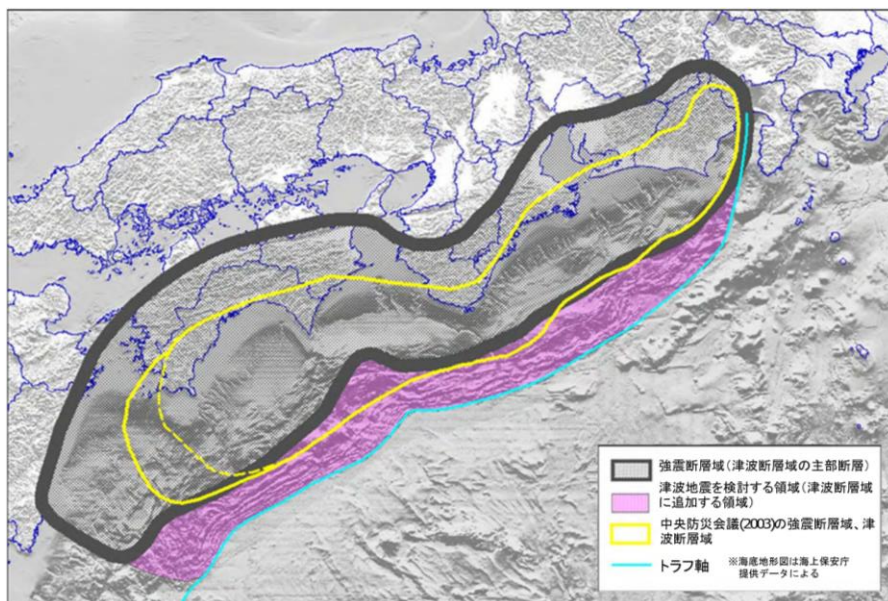 強震断層域(津波断層域の主部断層)
津波地震を検討する領域(津波断層域
に追加する領域)
中央防災会議(2003)の強震断層域、津
波断層域
トラフ軸 ※海底地形図は海上保安庁
提供データによる